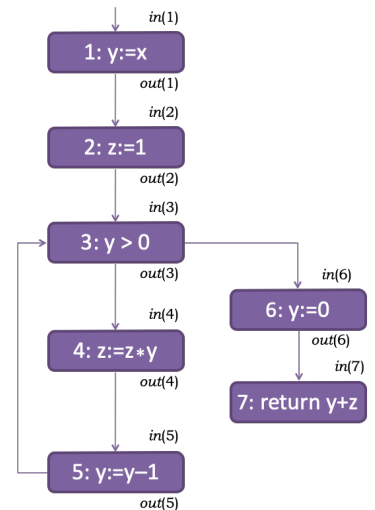 in(1)
1: y:=x
out(1)
in(2)
2: z:=1
out(2)
in(3)
3: y > 0
out(3)
in(4)
4: z:=z*y
out(4)
in(5)
5: y:=y–1
out(5)
in(6)
6: y:=0
out(6)
in(7)
7: return y+z